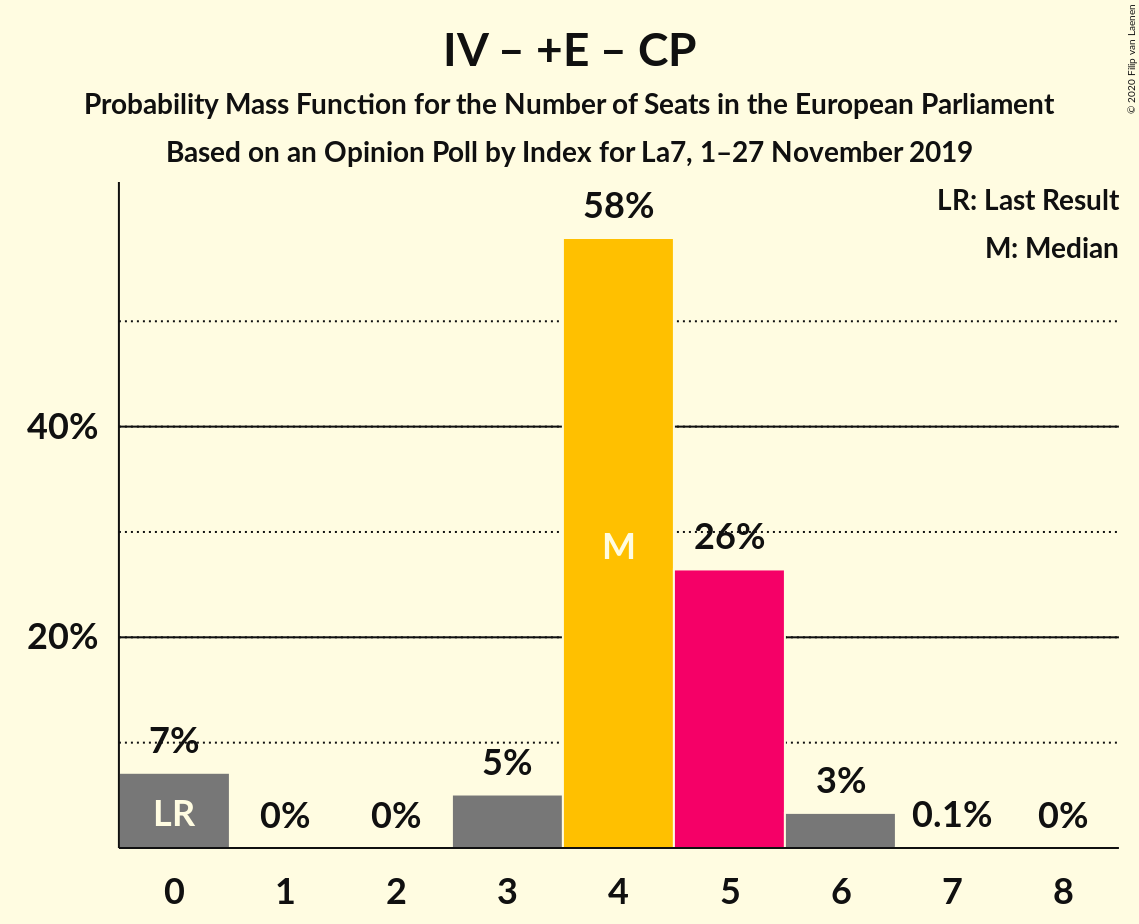 IV – +E – CP
Probability Mass Function for the Number of Seats in the European Parliament
Based on an Opinion Poll by Index for La7, 1–27 November 2019
© 2020 Filip van Laenen
LR: Last Result
M: Median
58%
40%
M
26%
20%
7%
5%
3%
LR
0%
0%
0.1%
0%
0 1 2 3 4 5 6 7 8